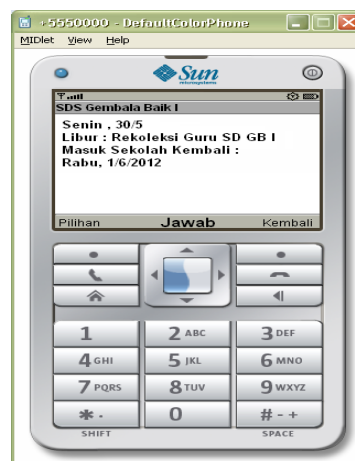 +5550000 - DefaultColorPhone
MIDlet View Help
Sun
microsystems
SDS Gembala Baik I
Senin , 30/5
Libur : Rekoleksi Guru SD GB I
Masuk Sekolah Kembali :
Rabu, 1/6/2012
Pilihan Jawab Kembali
1 2 ABC 3 DEF
4 GHI 5 JKL 6 MNO
7 PQRS 8 TUV 9 WXYZ
* . 0 # - +
SHIFT SPACE